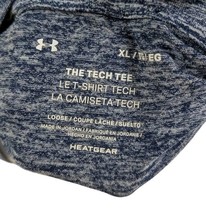 XL/
THE TECH TEE
LE T-SHIRT TECH
LA CAMISETA TECH
LOOSE / COUPE LÂCHE / SUELTO
MADE IN JORDAN / FABRIQUÉ EN JORDANIE /
HECHO EN JORDANIA
HEATGEAR